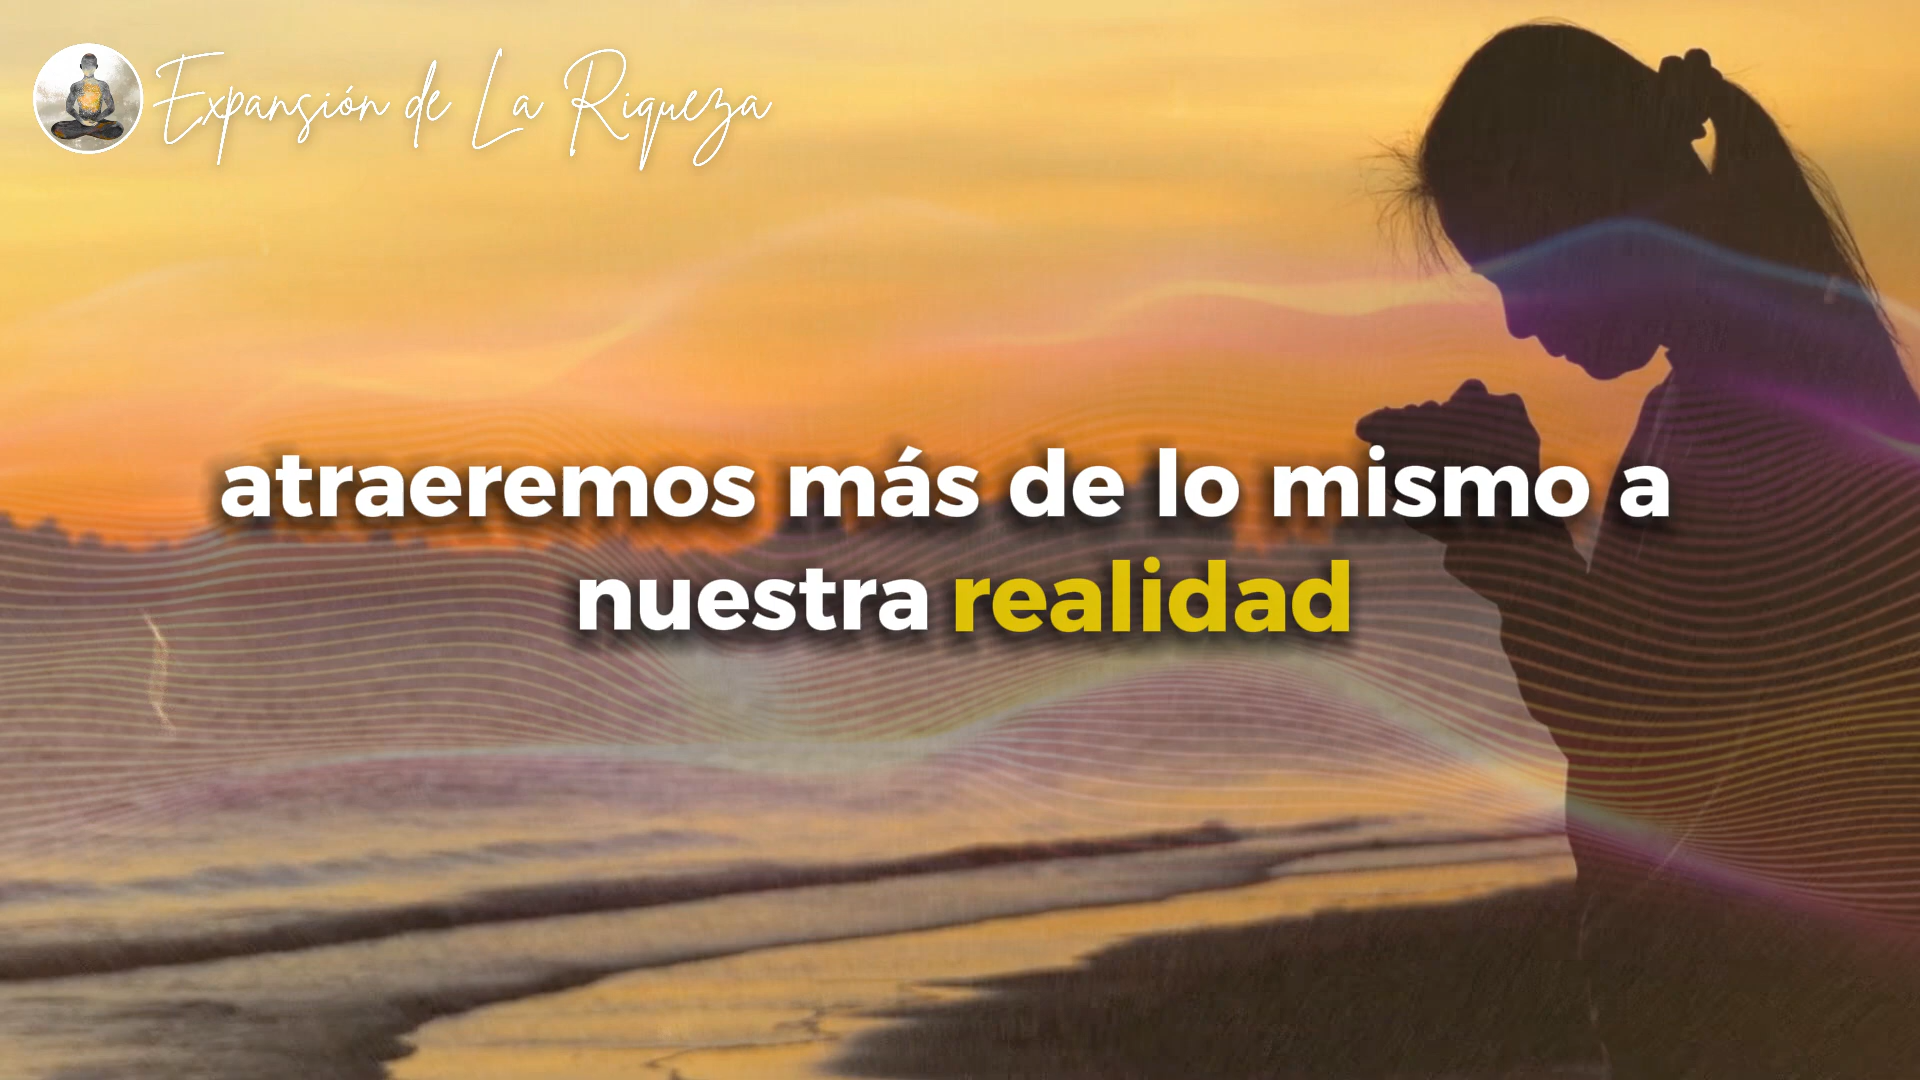 Expansión de La Riqueza
atraeremos más de lo mismo a
nuestra realidad